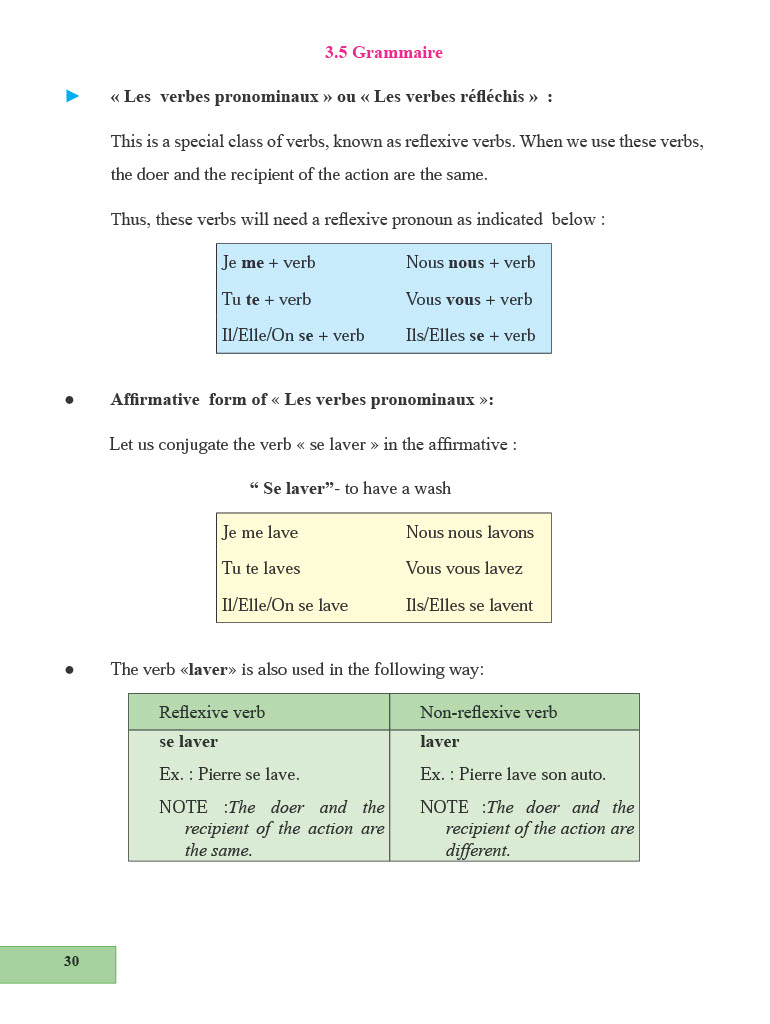 3.5 Grammaire
► « Les verbes pronominaux » ou « Les verbes réfléchis » :
This is a special class of verbs, known as reflexive verbs. When we use these verbs,
the doer and the recipient of the action are the same.
Thus, these verbs will need a reflexive pronoun as indicated below :
Je me + verb Nous nous + verb
Tu te + verb Vous vous + verb
Il/Elle/On se + verb Ils/Elles se + verb
● Affirmative form of « Les verbes pronominaux »:
Let us conjugate the verb « se laver » in the affirmative :
“ Se laver”- to have a wash
Je me lave Nous nous lavons
Tu te laves Vous vous lavez
Il/Elle/On se lave Ils/Elles se lavent
● The verb «laver» is also used in the following way:
Reflexive verb Non-reflexive verb
se laver
Ex. : Pierre se lave.
NOTE :The doer and the
recipient of the action are
the same.
laver
Ex. : Pierre lave son auto.
NOTE :The doer and the
recipient of the action are
different.
30